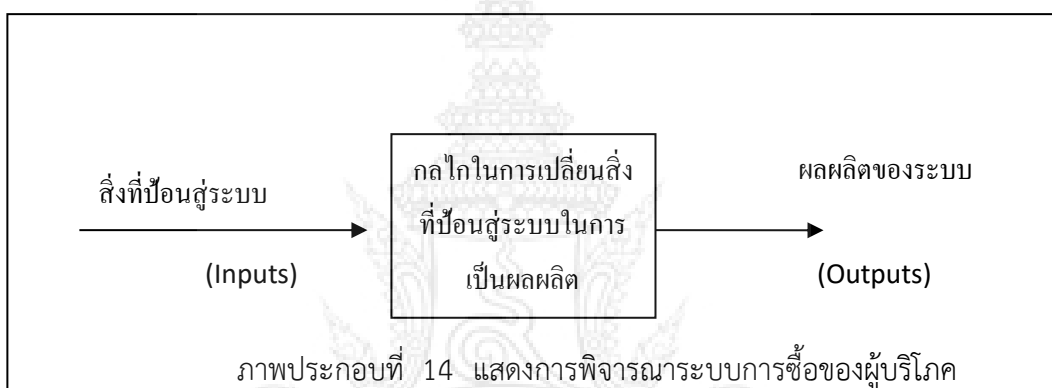 สิ่งที่ป้อนสู่ระบบ
(Inputs)
กลไกในการเปลี่ยนสิ่ง
ที่ป้อนสู่ระบบในการ
เป็นผลผลิต
ผลผลิตของระบบ
(Outputs)
ภาพประกอบที่ 14 แสดงการพิจารณาระบบการซื้อของผู้บริโภค